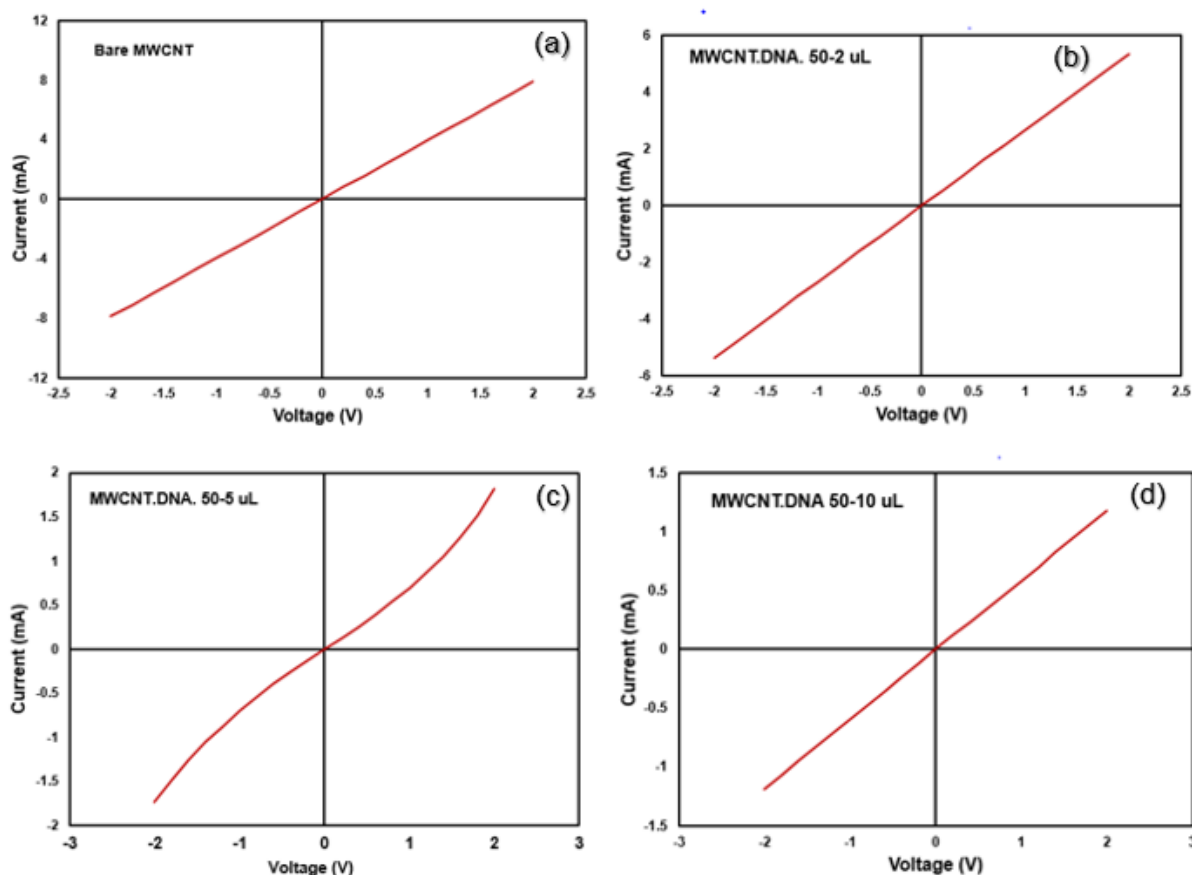 12
8
4
0
-4
-8
-12
Current (mA)
Bare MWCNT
(a)
-2.5 -2 -1.5 -1 -0.5 0 0.5 1 1.5 2 2.5
Voltage (V)
6
4
2
0
-2
-4
-6
Current (mA)
MWCNT.DNA. 50-2 uL
(b)
-2.5 -2 -1.5 -1 -0.5 0 0.5 1 1.5 2 2.5
Voltage (V)
2
1.5
1
0.5
0
-0.5
-1
-1.5
-2
Current (mA)
MWCNT.DNA. 50-5 uL
(c)
-3 -2 -1 0 1 2 3
Voltage (V)
1.5
1
0.5
0
-0.5
-1
-1.5
Current (mA)
MWCNT.DNA 50-10 uL
(d)
-3 -2 -1 0 1 2 3
Voltage (V)